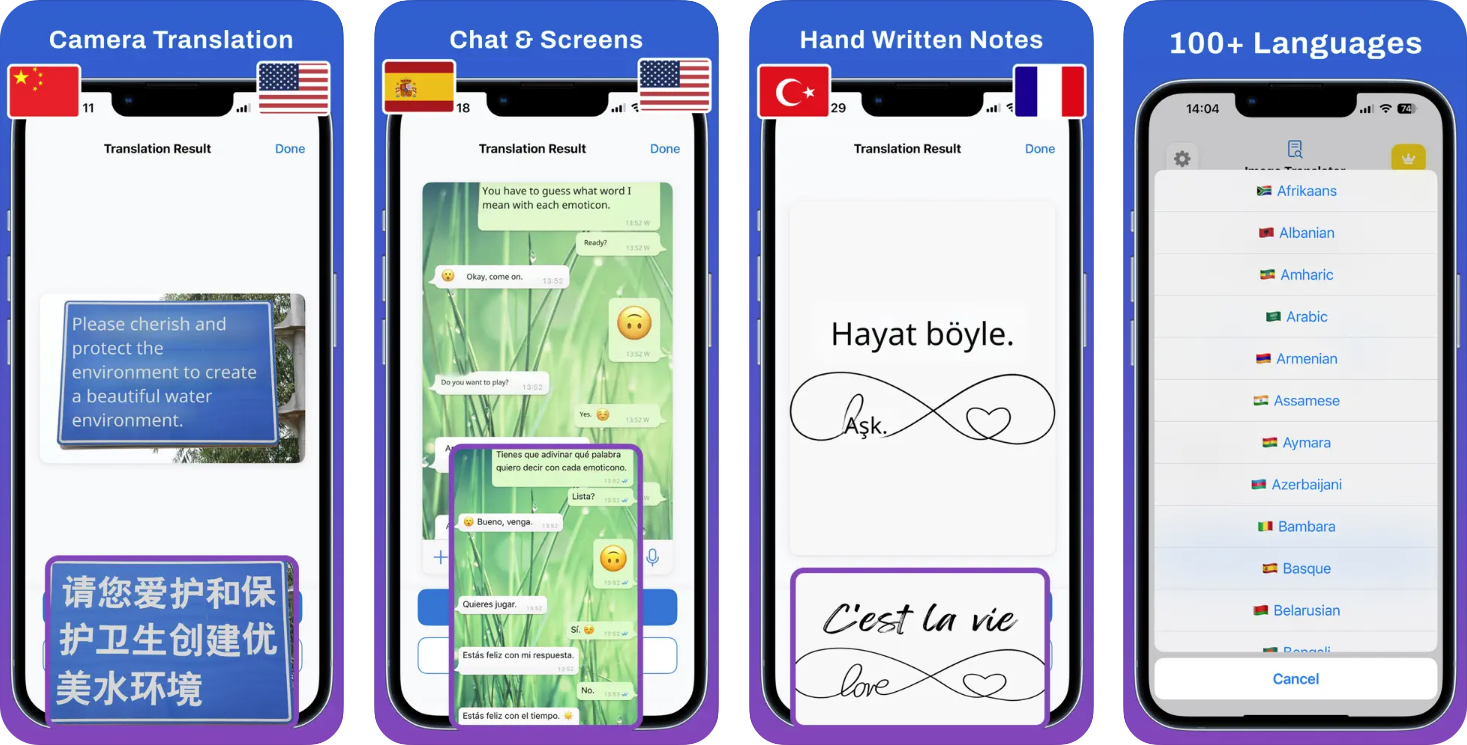 Camera Translation
11
Translation Result
Done
Please cherish and
protect the
environment to create
a beautiful water
environment.
请您爱护和保
护卫生创建优
美水环境
Chat & Screens
18
Translation Result
Done
You have to guess what word I
mean with each emoticon.
13:52 W
Ready?
13:52 W
Okay, come on.
13:52
13:52 W
Do you want to play?
13:52
Yes.
13:52 W
Tienes que adivinar qué palabra
quiero decir con cada emoticono.
13:52
Lista?
13:52
W
Bueno, venga.
13:52
13:52
Quieres jugar.
13:52
Sí.
13:52
Estás feliz con mi respuesta.
13:52
No.
13:53
Estás feliz con el tiempo.
Hand Written Notes
29
Translation Result
Done
Hayat böyle.
Aşk.
C'est la vie
love
100+ Languages
14:04
74
Image Translator
Afrikaans
Albanian
Amharic
Arabic
Armenian
Assamese
Aymara
Azerbaijani
Bambara
Basque
Belarusian
Bengali
Cancel